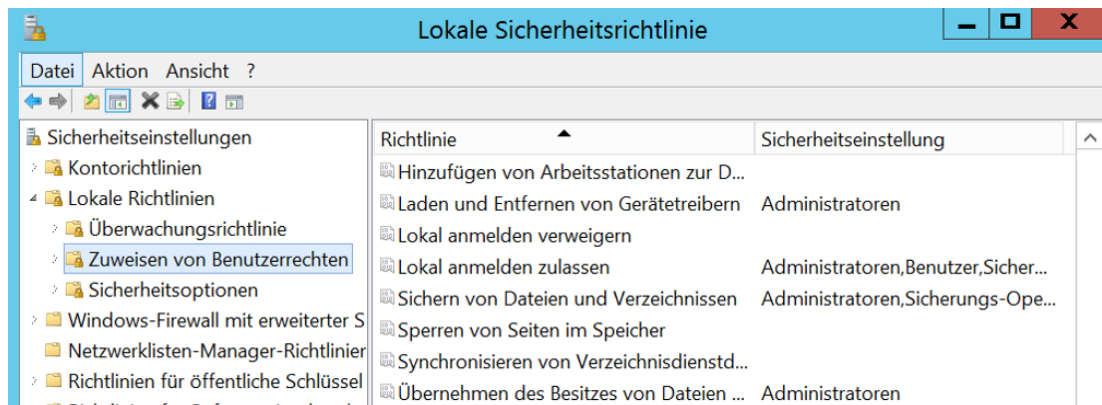 Lokale Sicherheitsrichtlinie
Datei Aktion Ansicht ?
Sicherheitseinstellungen
Kontorichtlinien
Lokale Richtlinien
Überwachungsrichtlinie
Zuweisen von Benutzerrechten
Sicherheitsoptionen
Windows-Firewall mit erweiterter S
Netzwerklisten-Manager-Richtlinier
Richtlinien für öffentliche Schlüssel
Richtlinie Sicherheitseinstellung
Hinzufügen von Arbeitsstationen zur D...
Laden und Entfernen von Gerätetreibern Administratoren
Lokal anmelden verweigern
Lokal anmelden zulassen Administratoren,Benutzer,Sicher...
Sichern von Dateien und Verzeichnissen Administratoren,Sicherungs-Ope...
Sperren von Seiten im Speicher
Synchronisieren von Verzeichnisdienstd...
Übernehmen des Besitzes von Dateien ... Administratoren